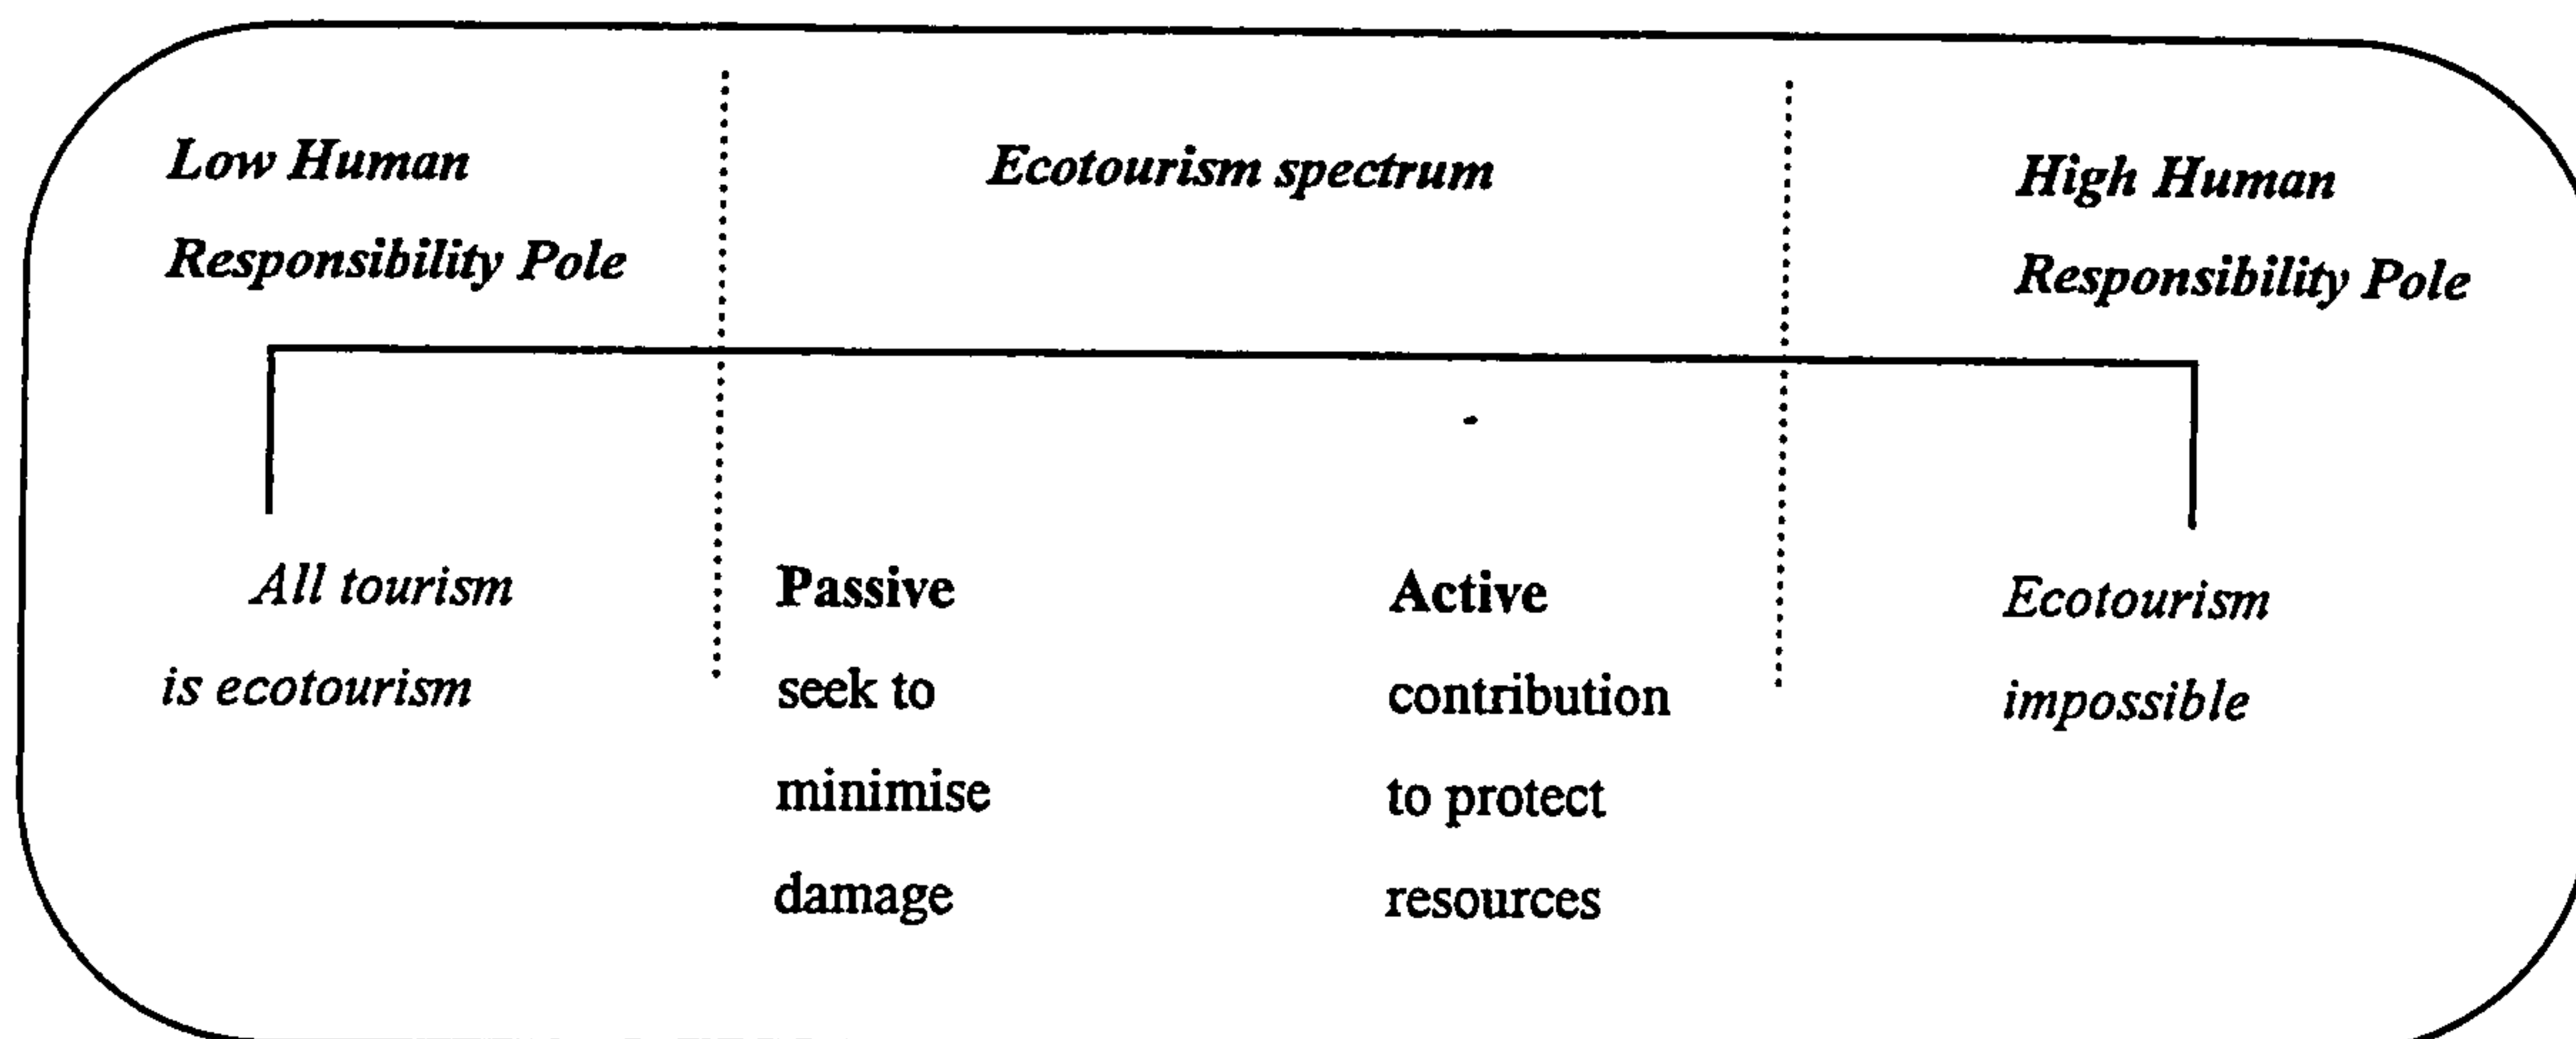 Low Human
Responsibility Pole
Ecotourism spectrum
High Human
Responsibility Pole
All tourism
is ecotourism
Passive
seek to
minimise
damage
Active
contribution
to protect
resources
Ecotourism
impossible